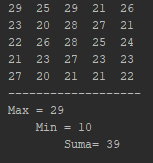 29 25 29 21 26
23 20 28 27 21
22 26 28 25 24
21 23 27 23 23
27 20 21 21 22
------------------
Max = 29
Min = 10
Suma= 39